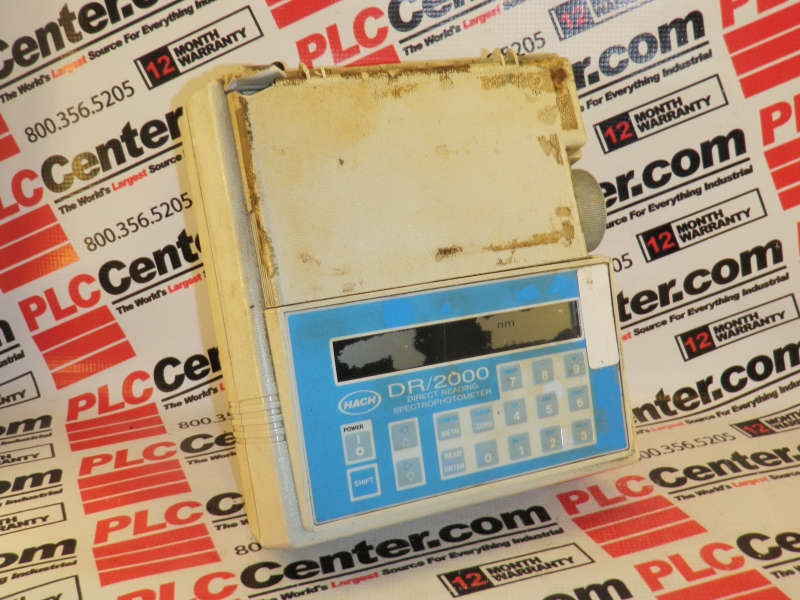 PLCCenter.com
The World's Largest Source For Everything Industrial
800.356.5205
12 MONTH WARRANTY
nm
HACH
DR/2000
DIRECT READING
SPECTROPHOTOMETER
POWER
I
O
SHIFT
METH
ZERO
READ
ENTER
7
8
9
4
5
6
0
1
2
3